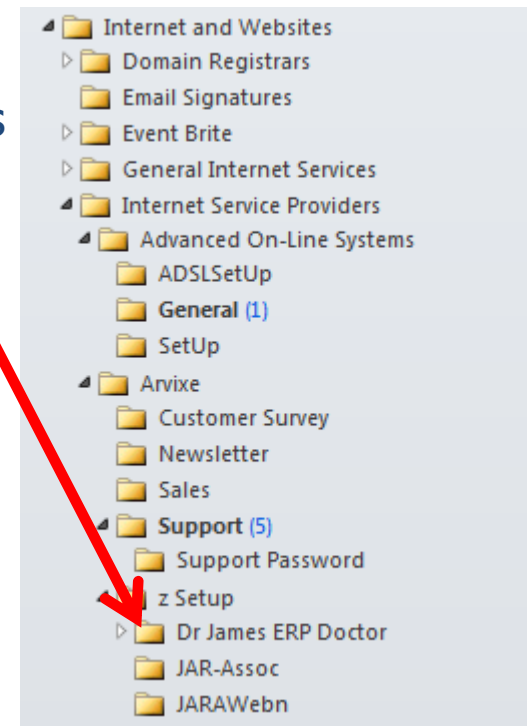 Internet and Websites
Domain Registrars
Email Signatures
s
Event Brite
General Internet Services
Internet Service Providers
Advanced On-Line Systems
ADSLSetUp
General (1)
SetUp
Arvixe
Customer Survey
Newsletter
Sales
Support (5)
Support Password
z Setup
Dr James ERP Doctor
JAR-Assoc
JARAWebn